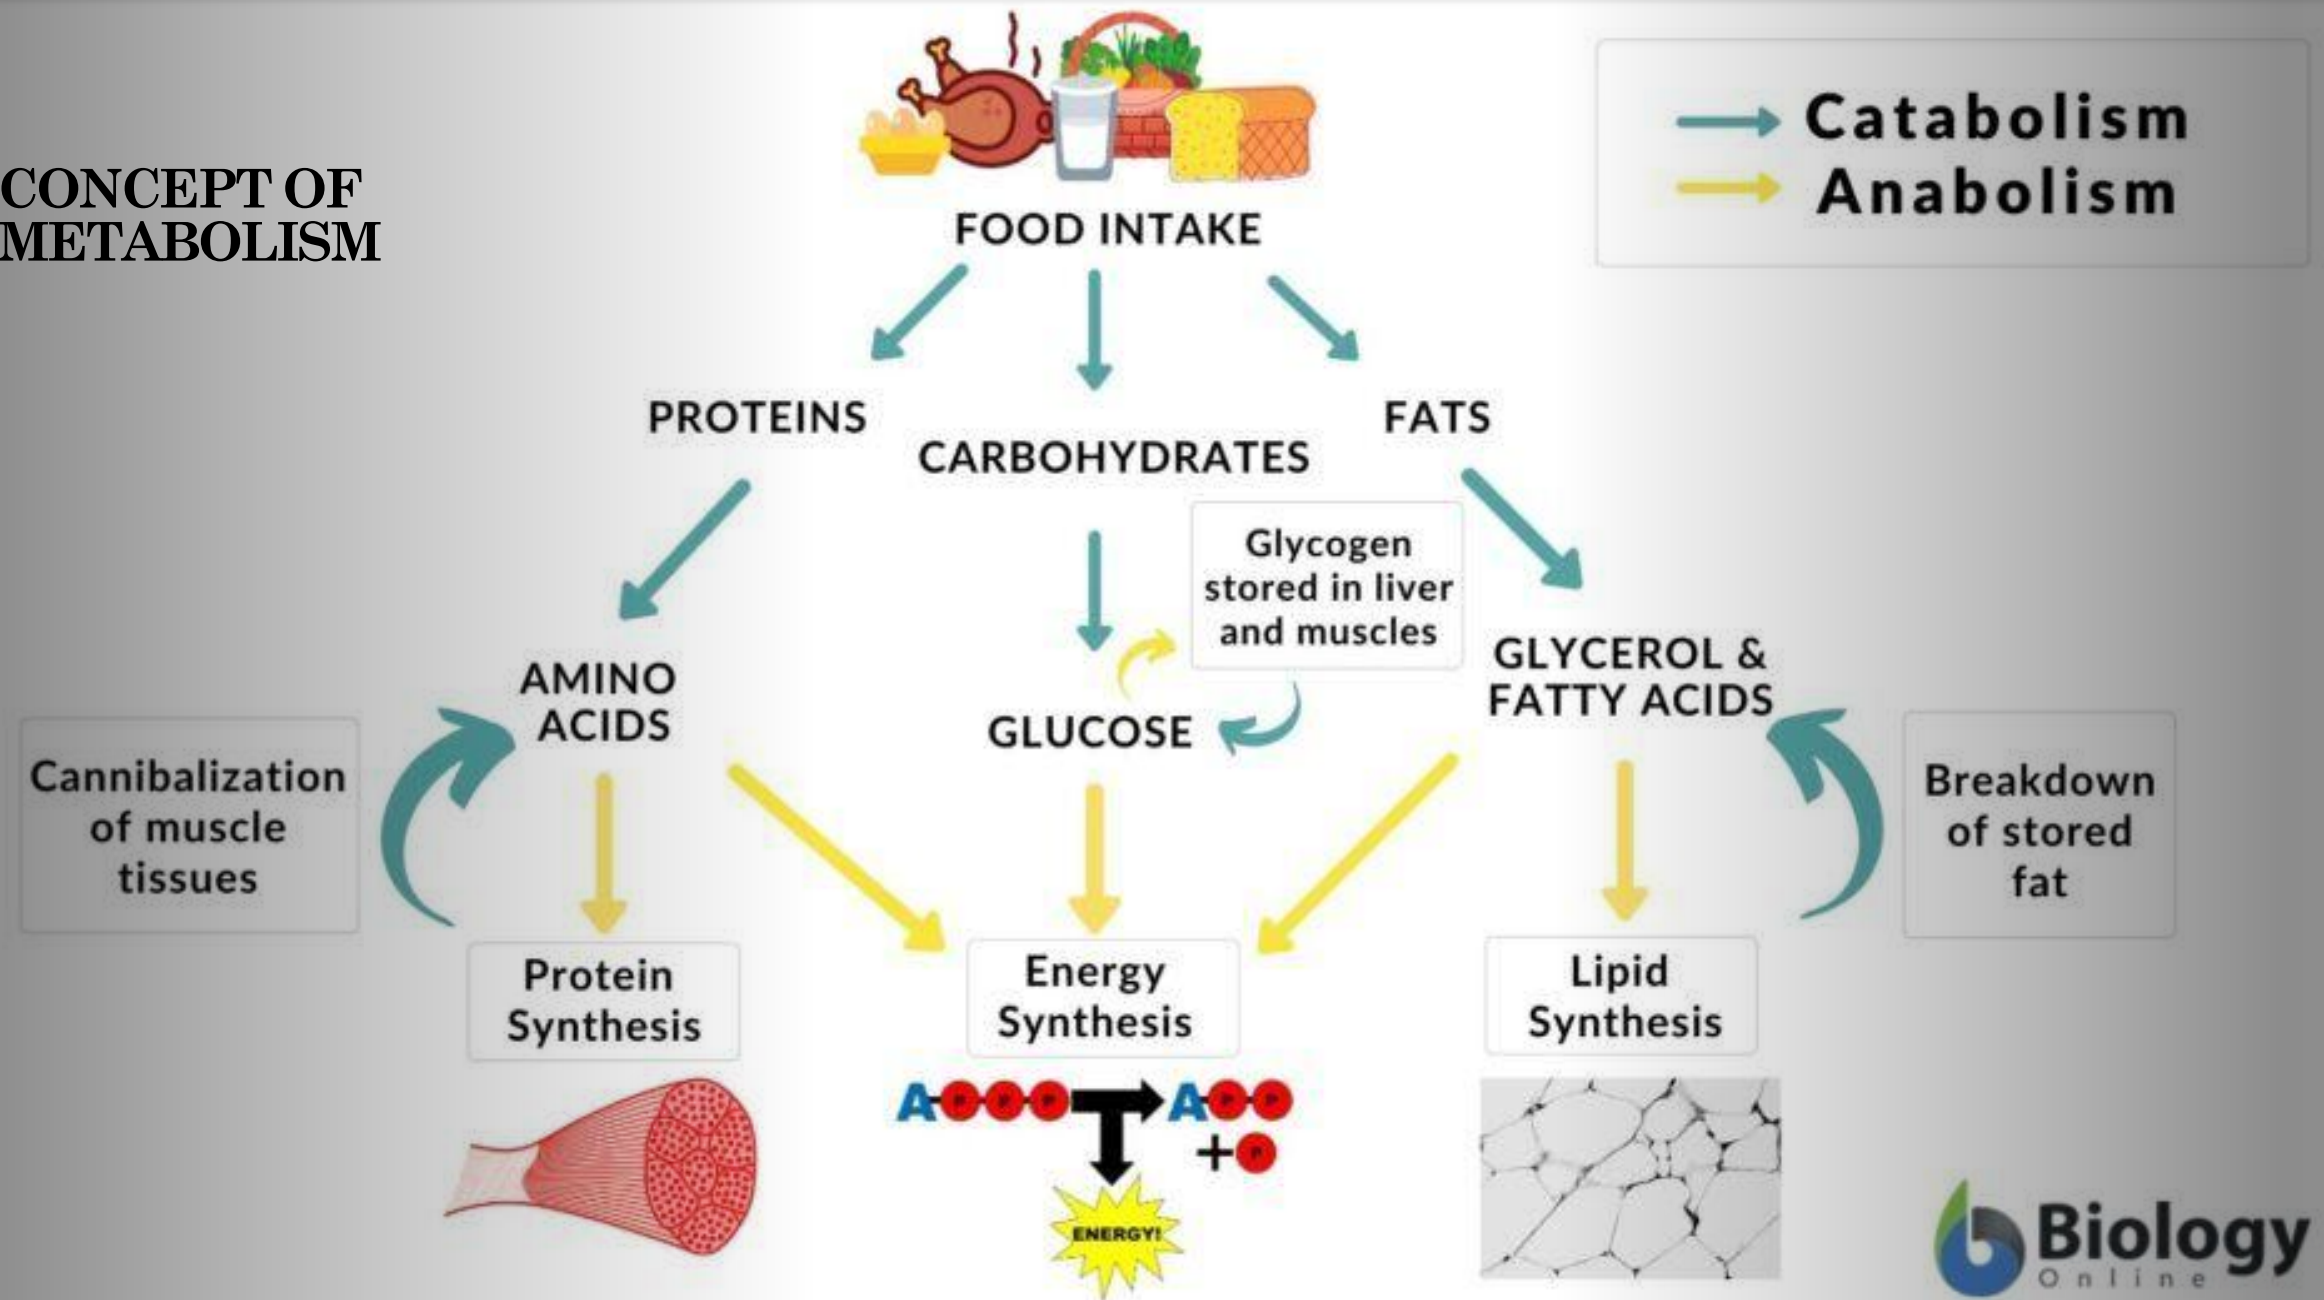 CONCEPT OF
METABOLISM
Catabolism
Anabolism
FOOD INTAKE
PROTEINS
CARBOHYDRATES
FATS
Glycogen
stored in liver
and muscles
AMINO
ACIDS
GLUCOSE
GLYCEROL &
FATTY ACIDS
Cannibalization
of muscle
tissues
Breakdown
of stored
fat
Protein
Synthesis
Energy
Synthesis
Lipid
Synthesis
A P P P A P P
+ P
ENERGY!
Biology
Online